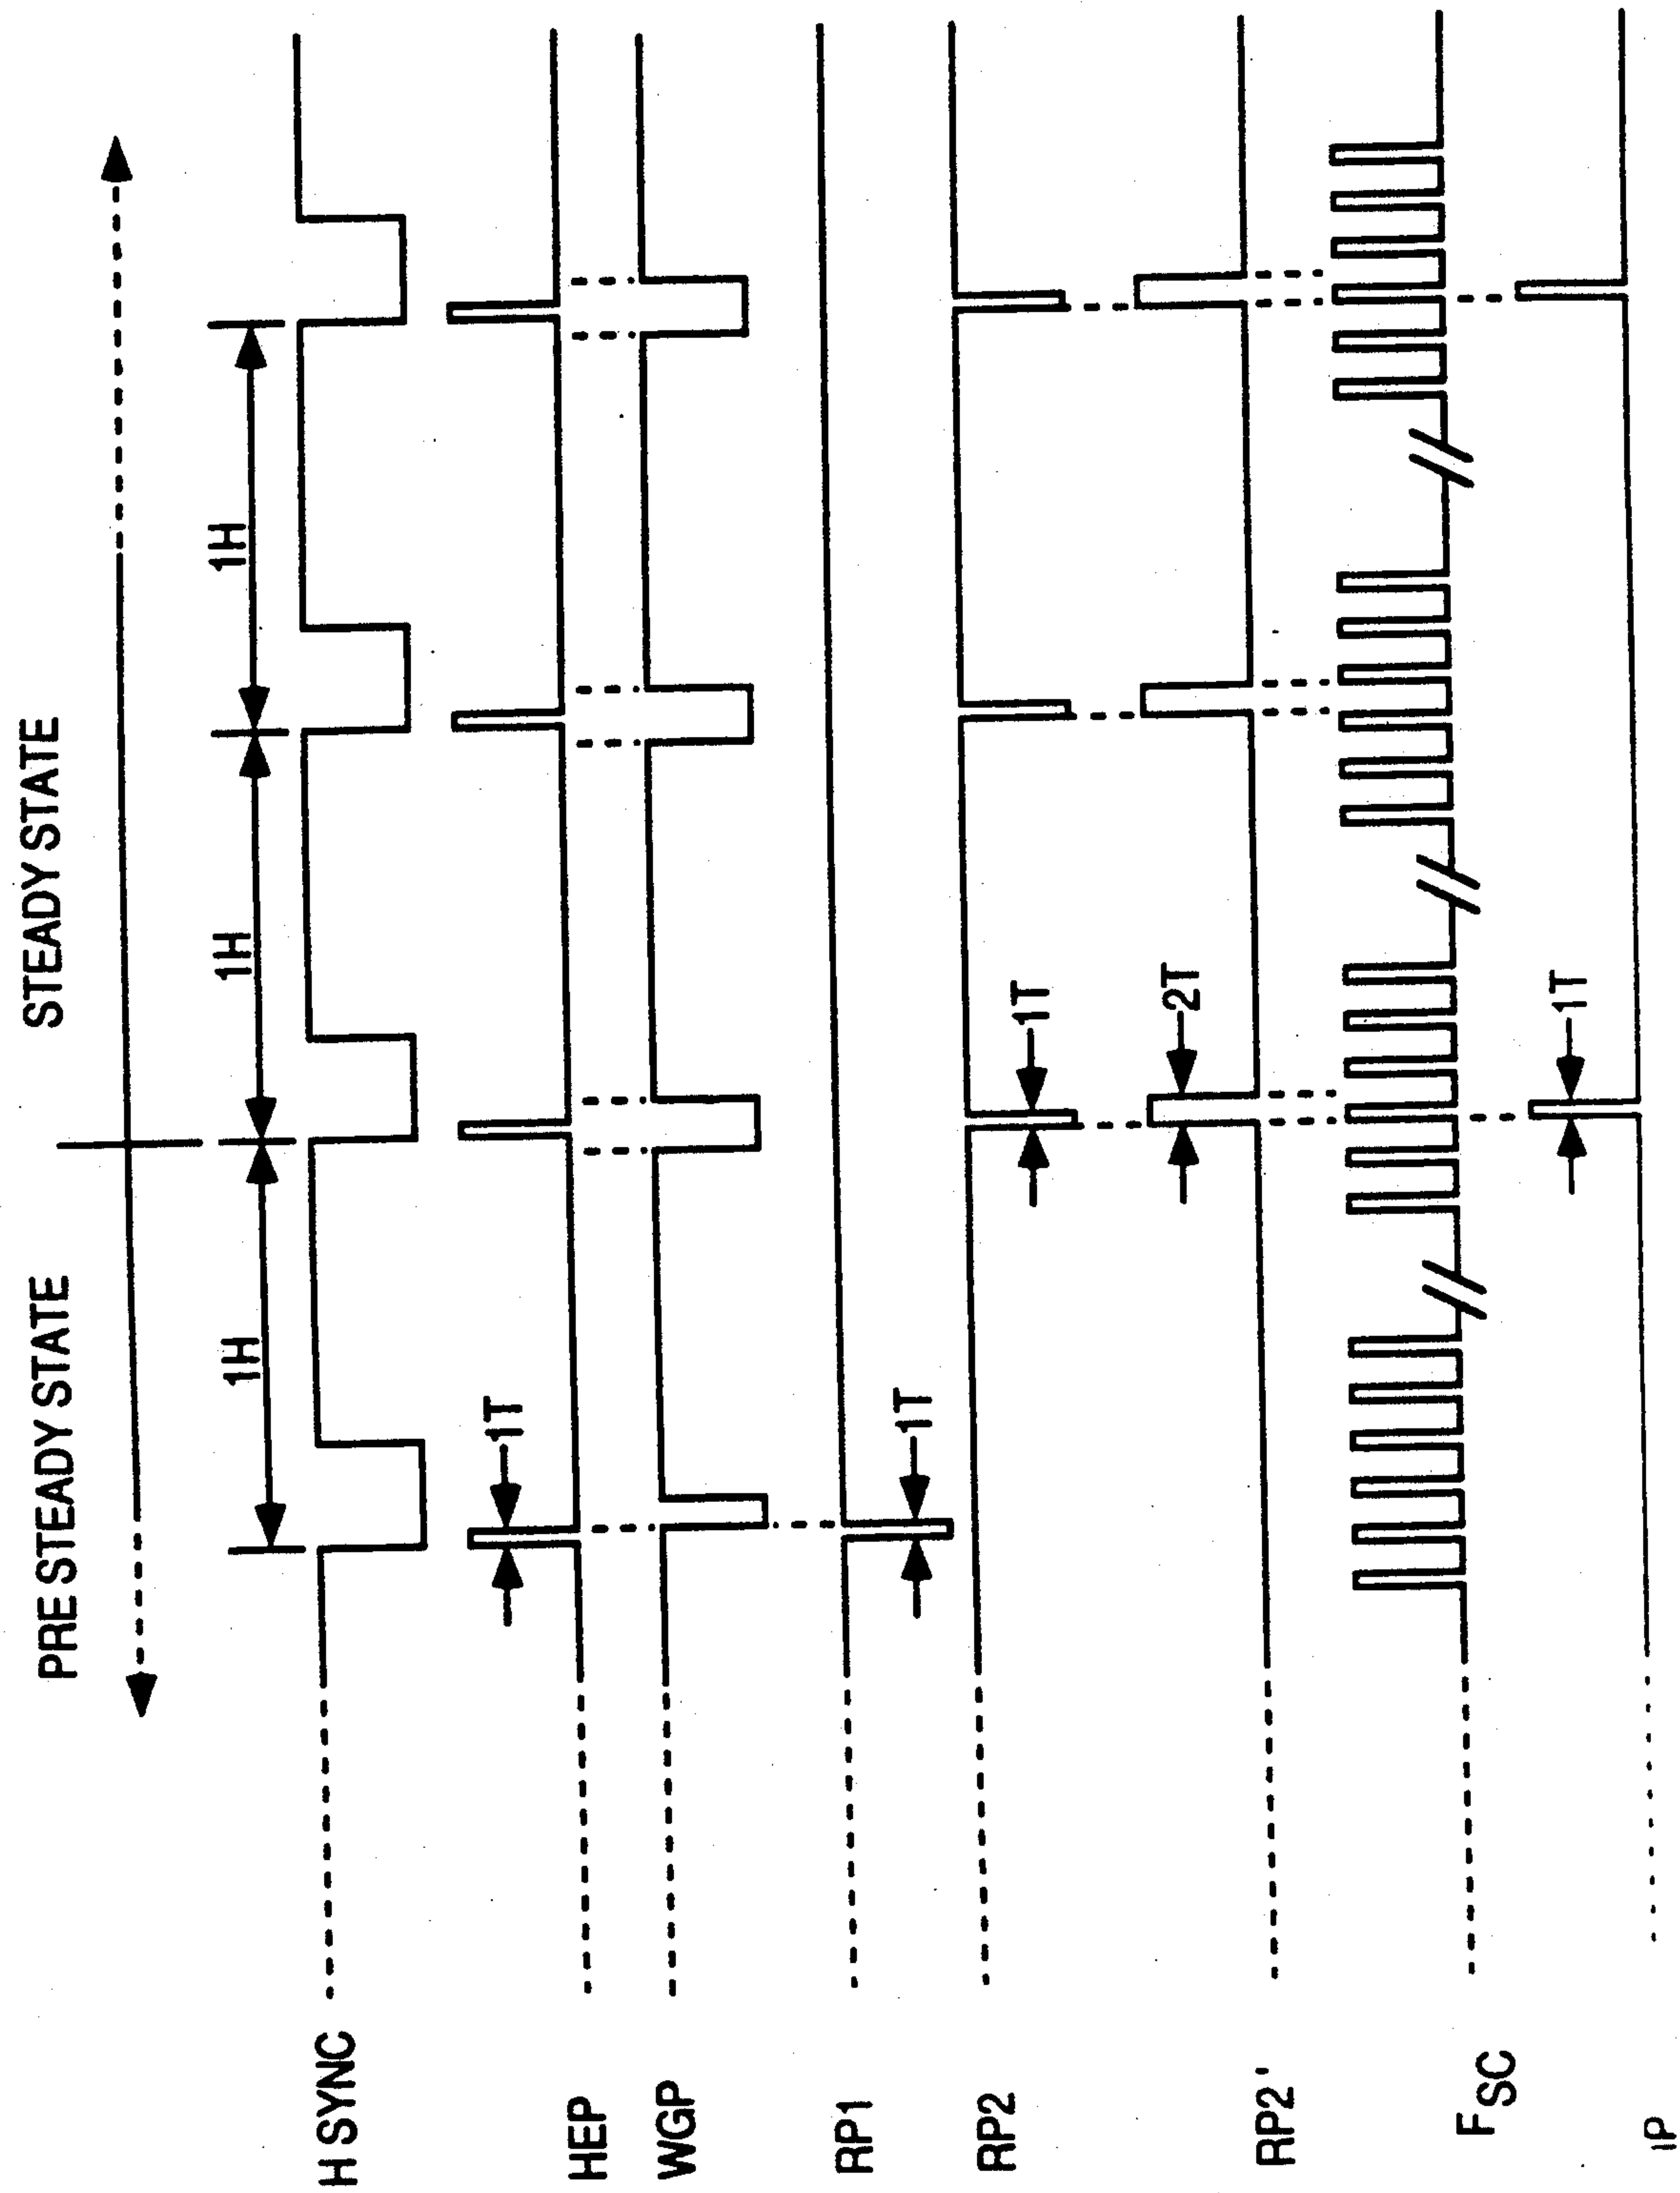 PRE STEADY STATE
STEADY STATE
1H
1H
1H
H SYNC
1T
HEP
WGP
1T
RP1
1T
RP2
2T
RP2'
FSC
1T
IP